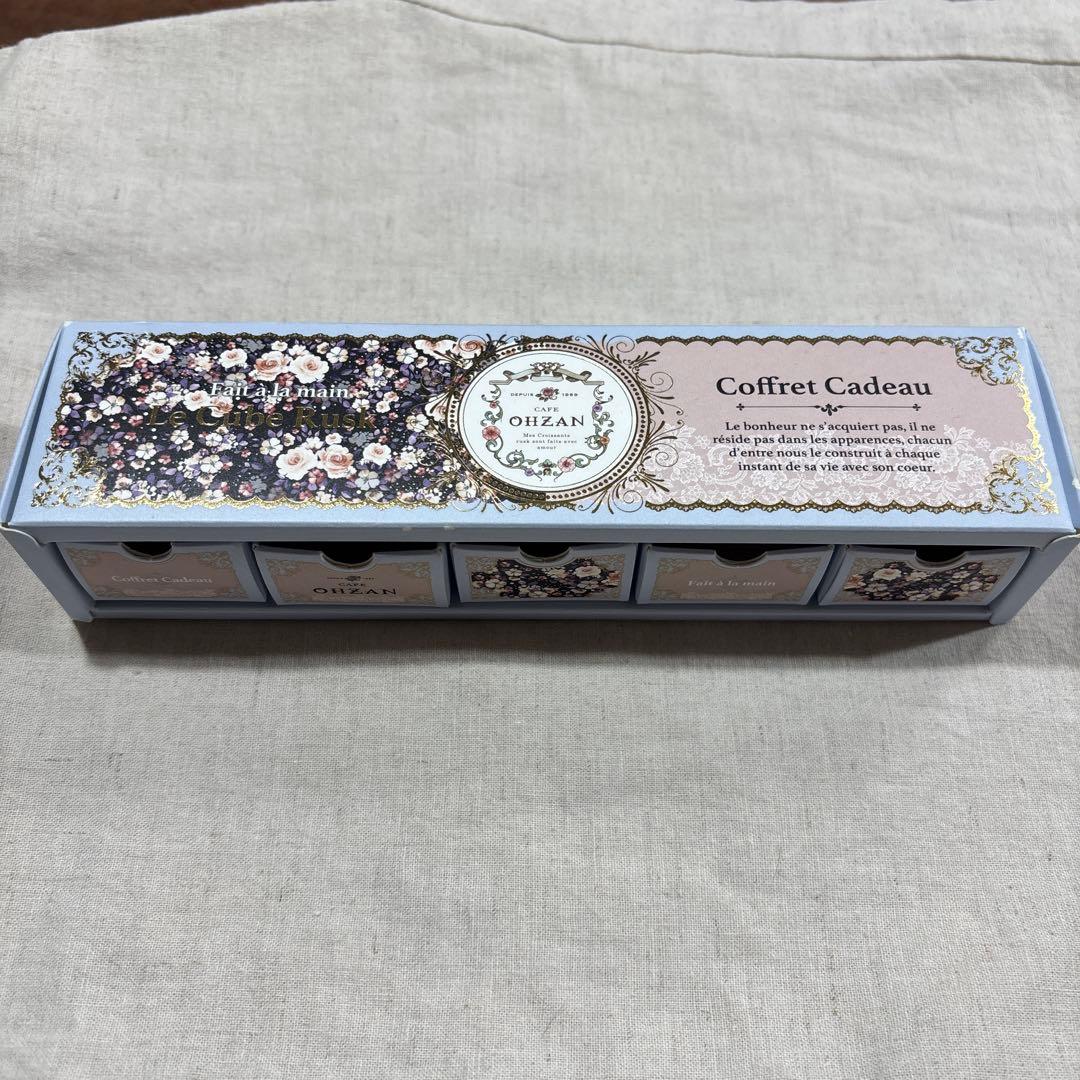 Fait à la main
Le Cube Rusk
DEPUIS 1969
CAFE
OHZAN
Mes Croissants
rusk sont faits avec
amour
Coffret Cadeau
Le bonheur ne s'acquiert pas, il ne
réside pas dans les apparences, chacun
d'entre nous le construit à chaque
instant de sa vie avec son coeur.
Coffret Cadeau
CAFE
OHZAN
Fait à la main